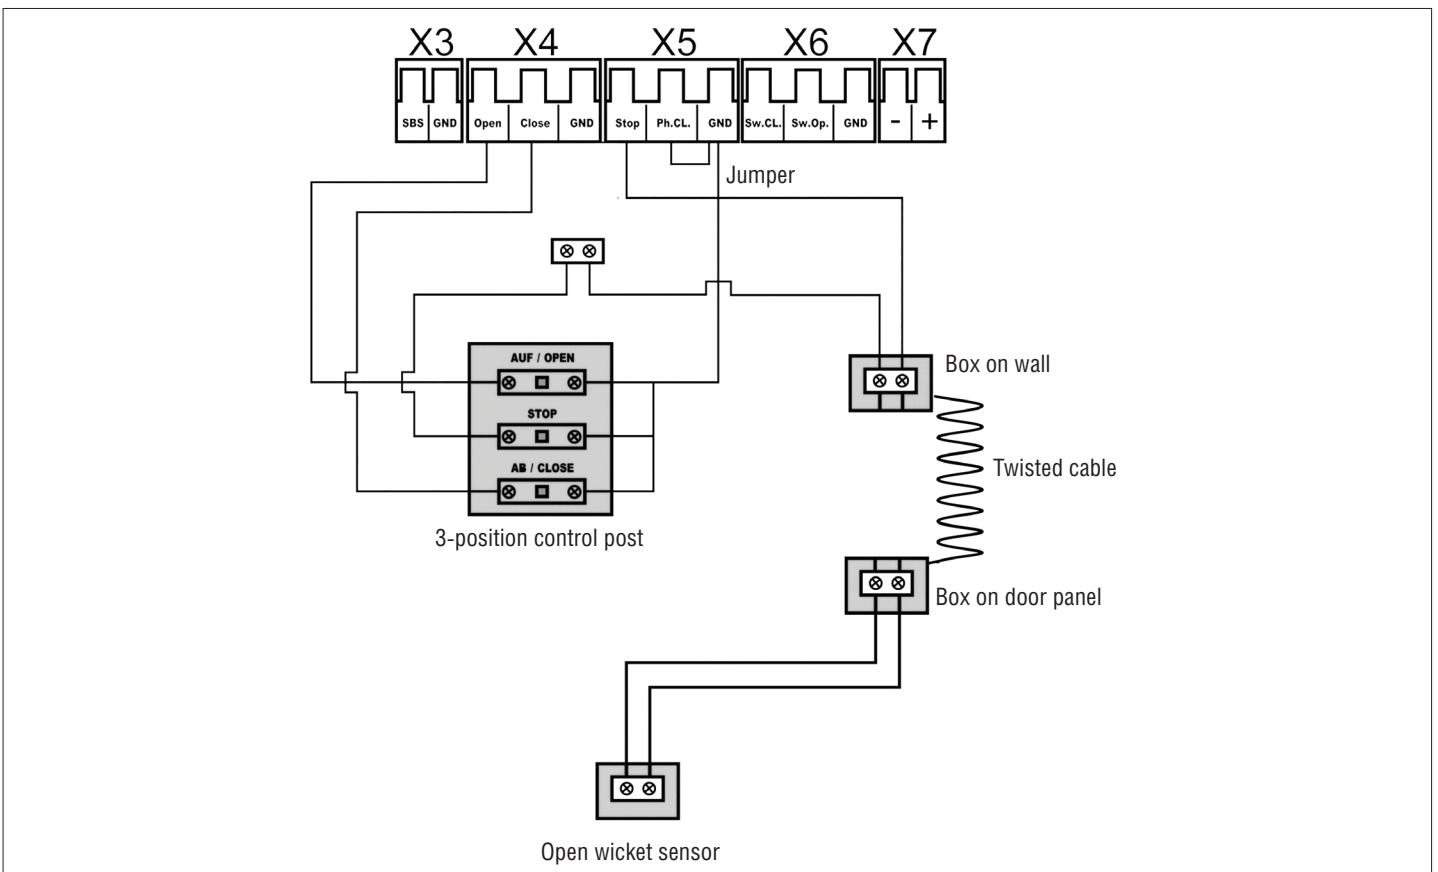 X3 X4 X5 X6 X7
SBS GND Open Close GND Stop Ph.CL. GND Sw.CL. Sw.Op. GND - +
Jumper
AUF / OPEN
Box on wall
STOP
AB / CLOSE
Twisted cable
3-position control post
Box on door panel
Open wicket sensor